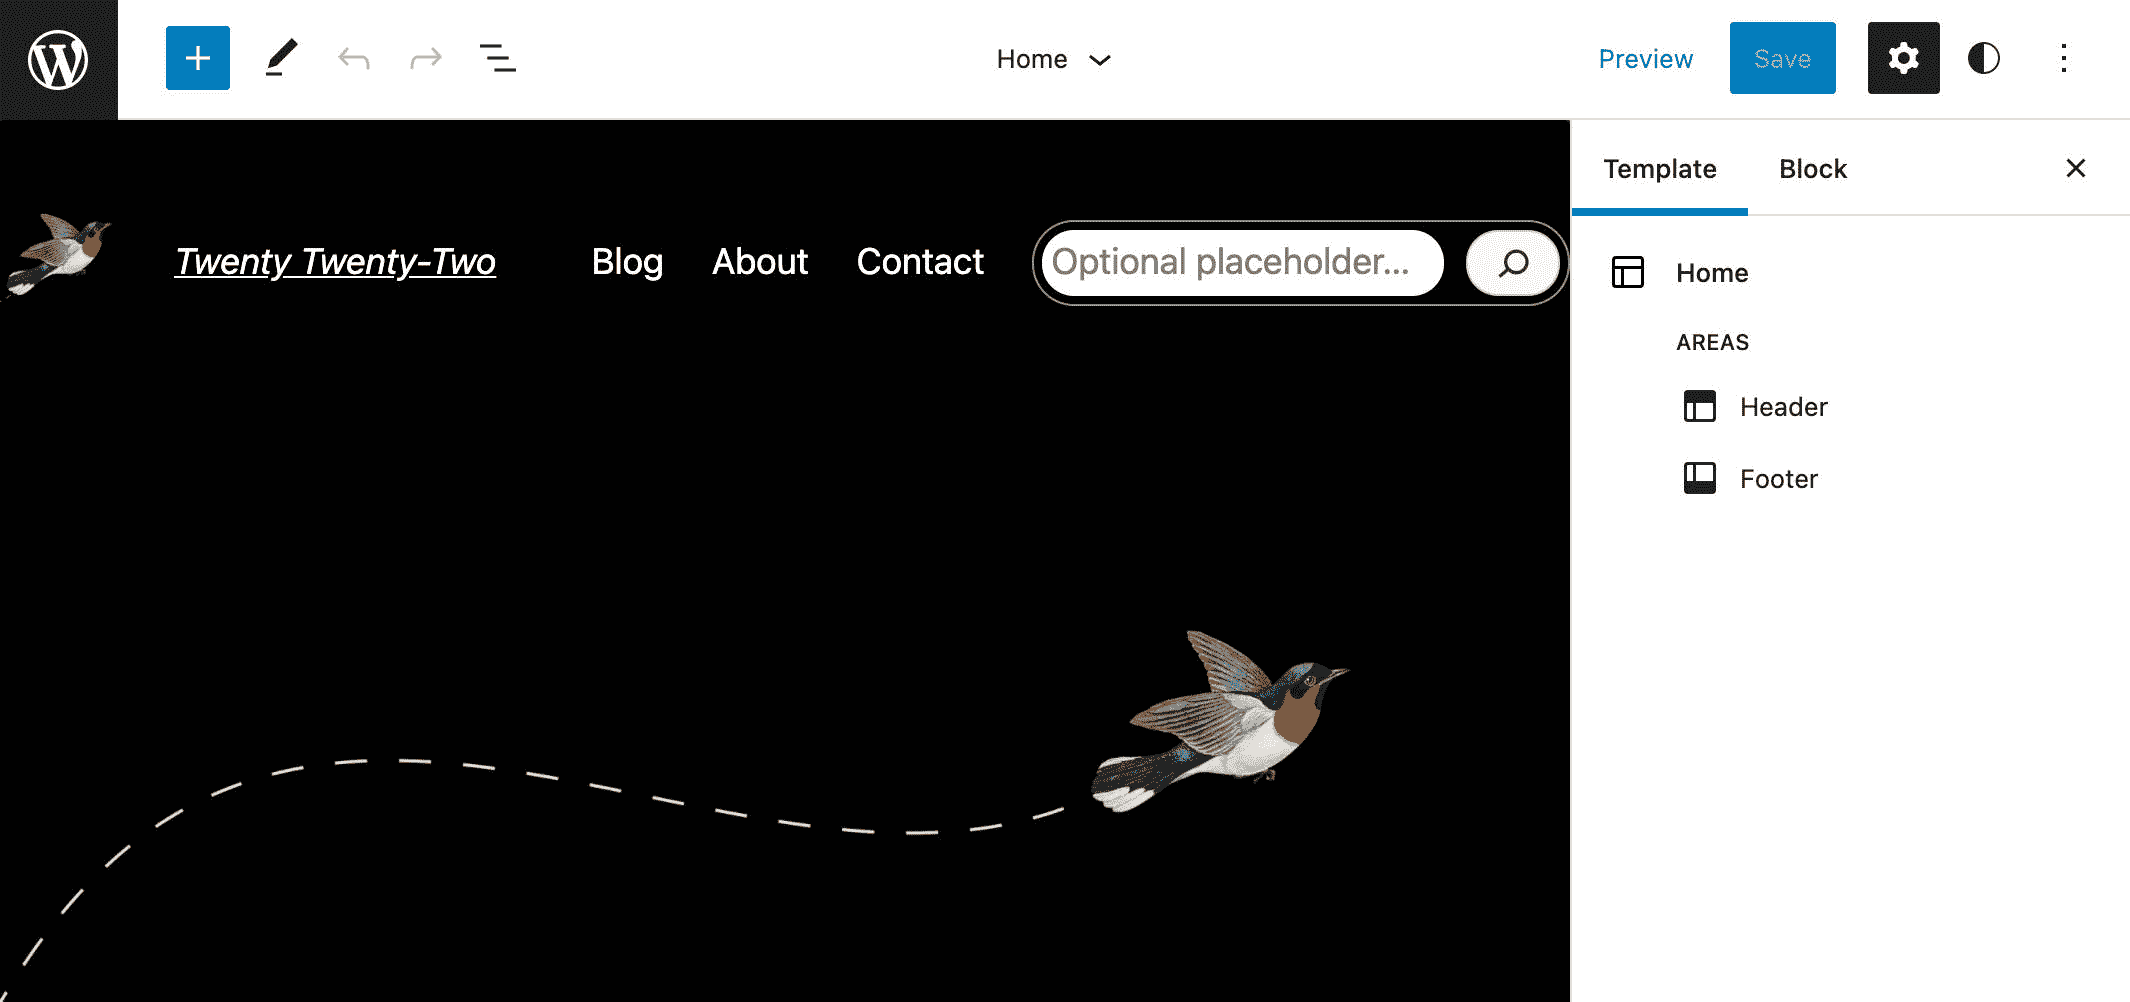 Home
Preview
Save
Template
Block
Twenty Twenty-Two
Blog
About
Contact
Optional placeholder...
Home
AREAS
Header
Footer